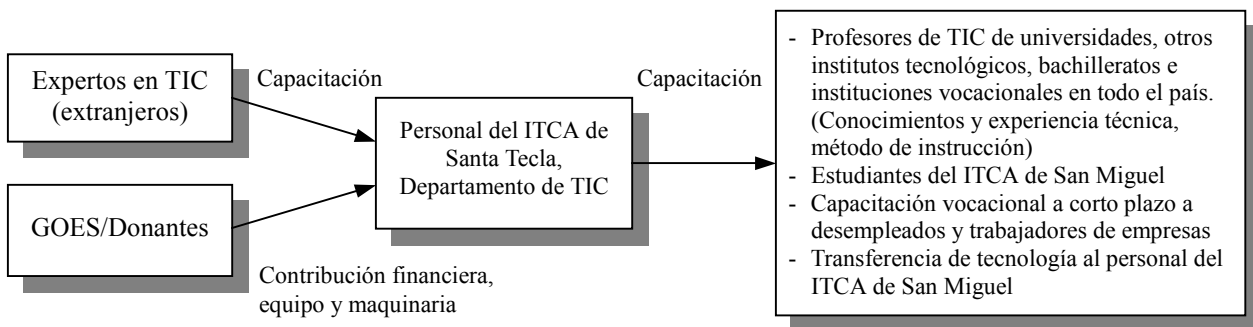 Expertos en TIC
(extranjeros)
Capacitación
GOES/Donantes
Contribución financiera,
equipo y maquinaria
Personal del ITCA de
Santa Tecla,
Departamento de TIC
Capacitación
- Profesores de TIC de universidades, otros
institutos tecnológicos, bachilleratos e
instituciones vocacionales en todo el país.
(Conocimientos y experiencia técnica,
método de instrucción)
- Estudiantes del ITCA de San Miguel
- Capacitación vocacional a corto plazo a
desempleados y trabajadores de empresas
- Transferencia de tecnología al personal del
ITCA de San Miguel